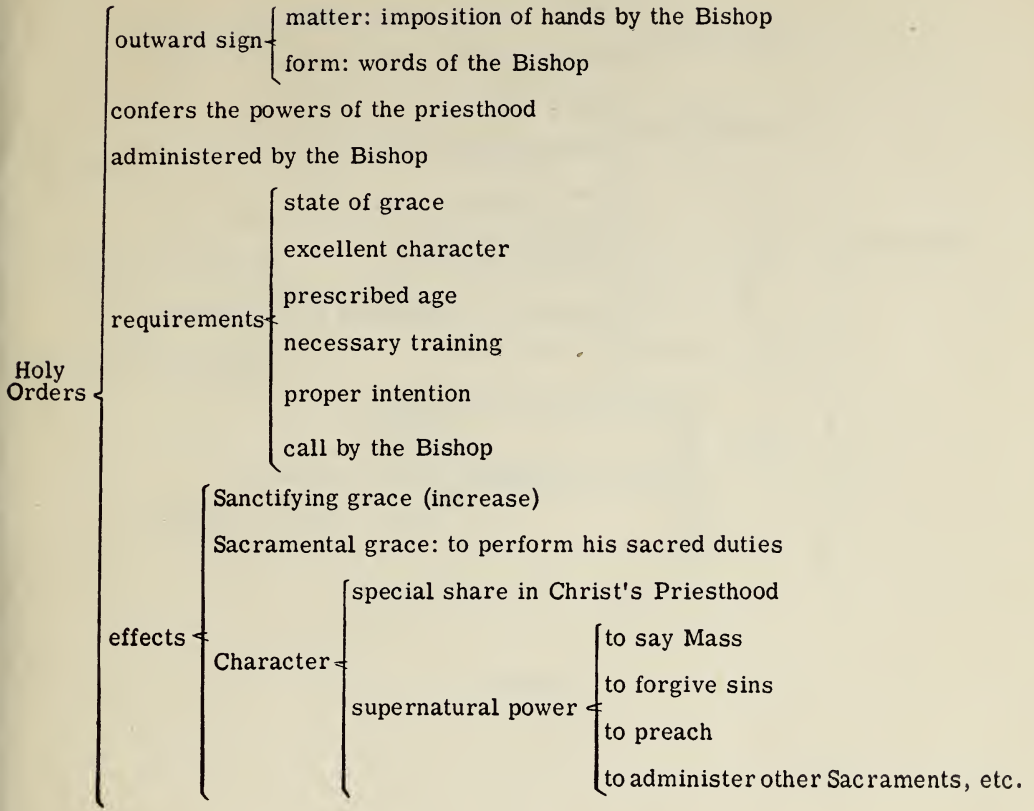 matter: imposition of hands by the Bishop
outward sign
form: words of the Bishop
confers the powers of the priesthood
administered by the Bishop
state of grace
excellent character
prescribed age
requirements
necessary training
Holy
Orders
proper intention
call by the Bishop
Sanctifying grace (increase)
Sacramental grace: to perform his sacred duties
special share in Christ's Priesthood
effects
to say Mass
Character
to forgive sins
supernatural power
to preach
to administer other Sacraments, etc.